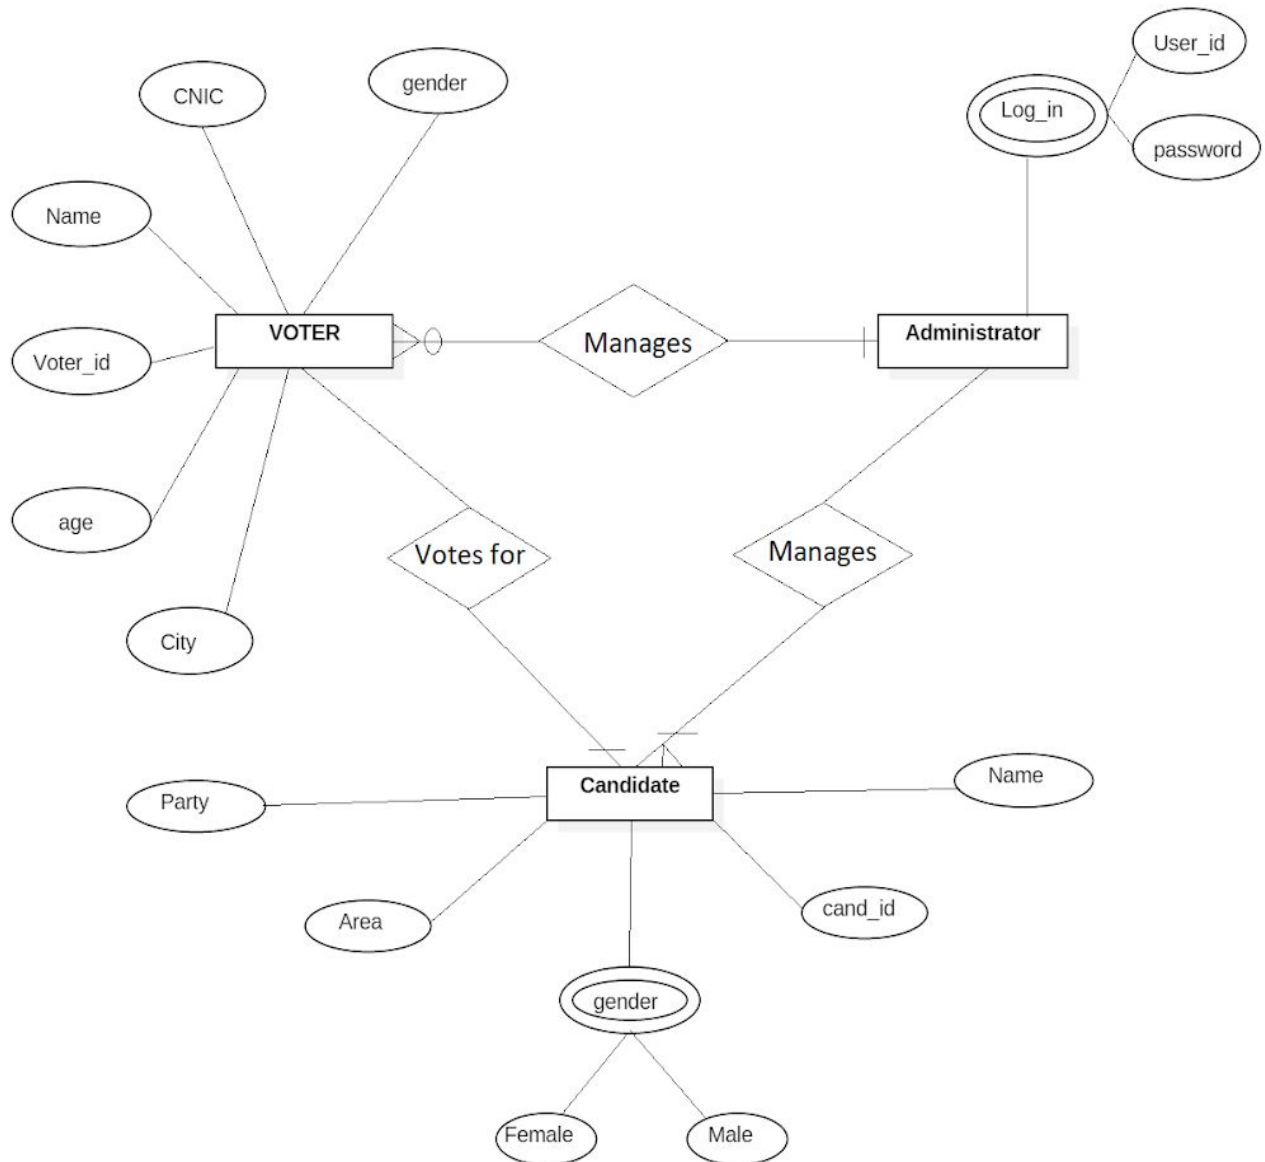 User_id
gender
CNIC
Log_in
password
Name
VOTER
Manages
Administrator
Voter_id
age
Votes for
Manages
City
Candidate
Party
Name
Area
cand_id
gender
Female
Male